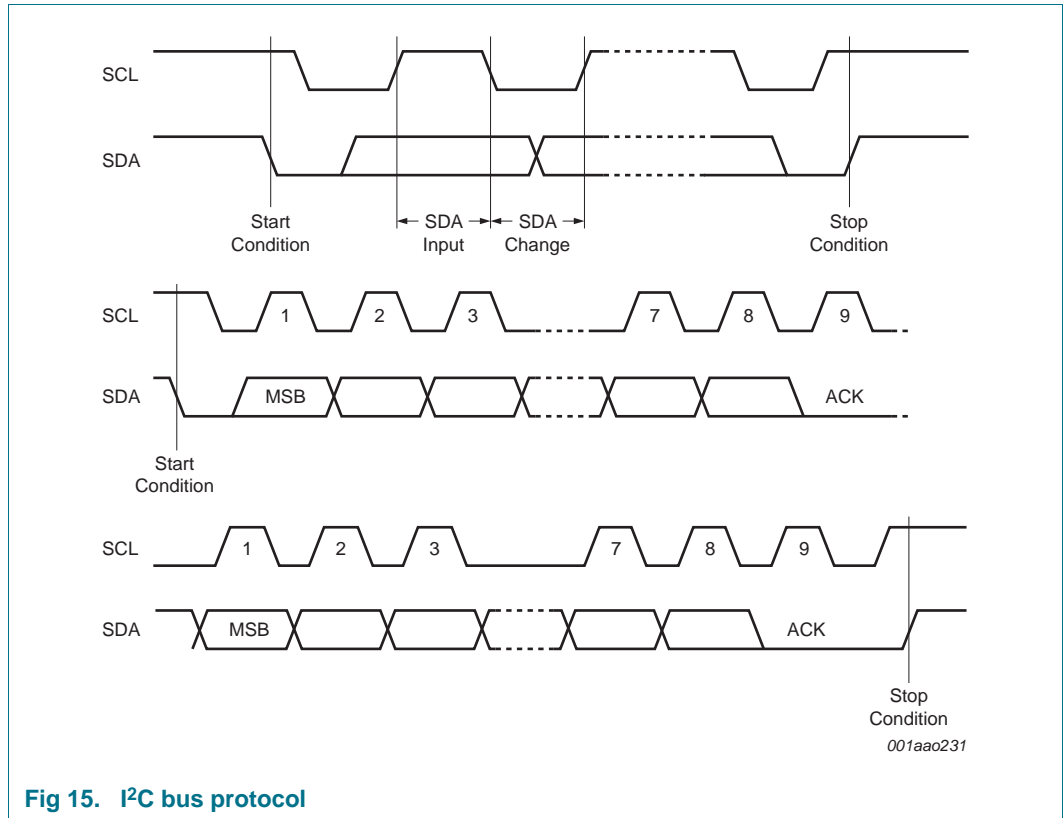 SCL
SDA
Start
Condition
SDA
Input
SDA
Change
Stop
Condition
SCL
1 2 3 7 8 9
SDA
MSB ACK
Start
Condition
SCL
1 2 3 7 8 9
SDA
MSB ACK
Stop
Condition
001aao231
Fig 15. I²C bus protocol